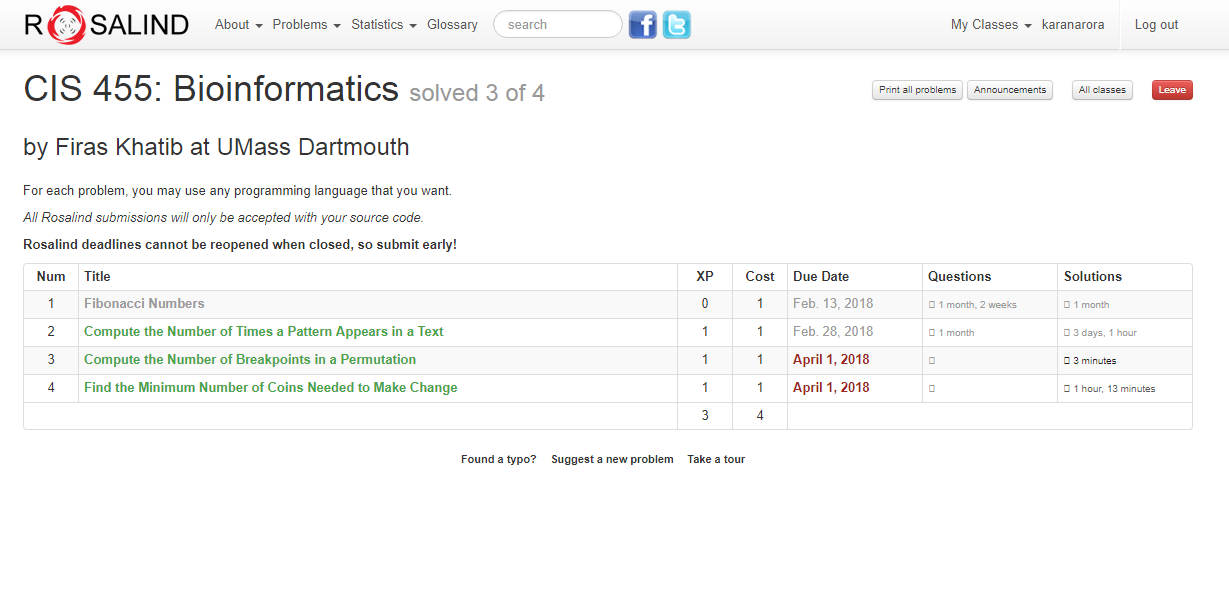 ROSALIND About Problems Statistics Glossary search My Classes karanarora Log out
CIS 455: Bioinformatics solved 3 of 4 Print all problems Announcements All classes Leave
by Firas Khatib at UMass Dartmouth
For each problem, you may use any programming language that you want.
All Rosalind submissions will only be accepted with your source code.
Rosalind deadlines cannot be reopened when closed, so submit early!
Num Title XP Cost Due Date Questions Solutions
1 Fibonacci Numbers 0 1 Feb. 13, 2018 1 month, 2 weeks 1 month
2 Compute the Number of Times a Pattern Appears in a Text 1 1 Feb. 28, 2018 1 month 3 days, 1 hour
3 Compute the Number of Breakpoints in a Permutation 1 1 April 1, 2018 3 minutes
4 Find the Minimum Number of Coins Needed to Make Change 1 1 April 1, 2018 1 hour, 13 minutes
3 4
Found a typo? Suggest a new problem Take a tour